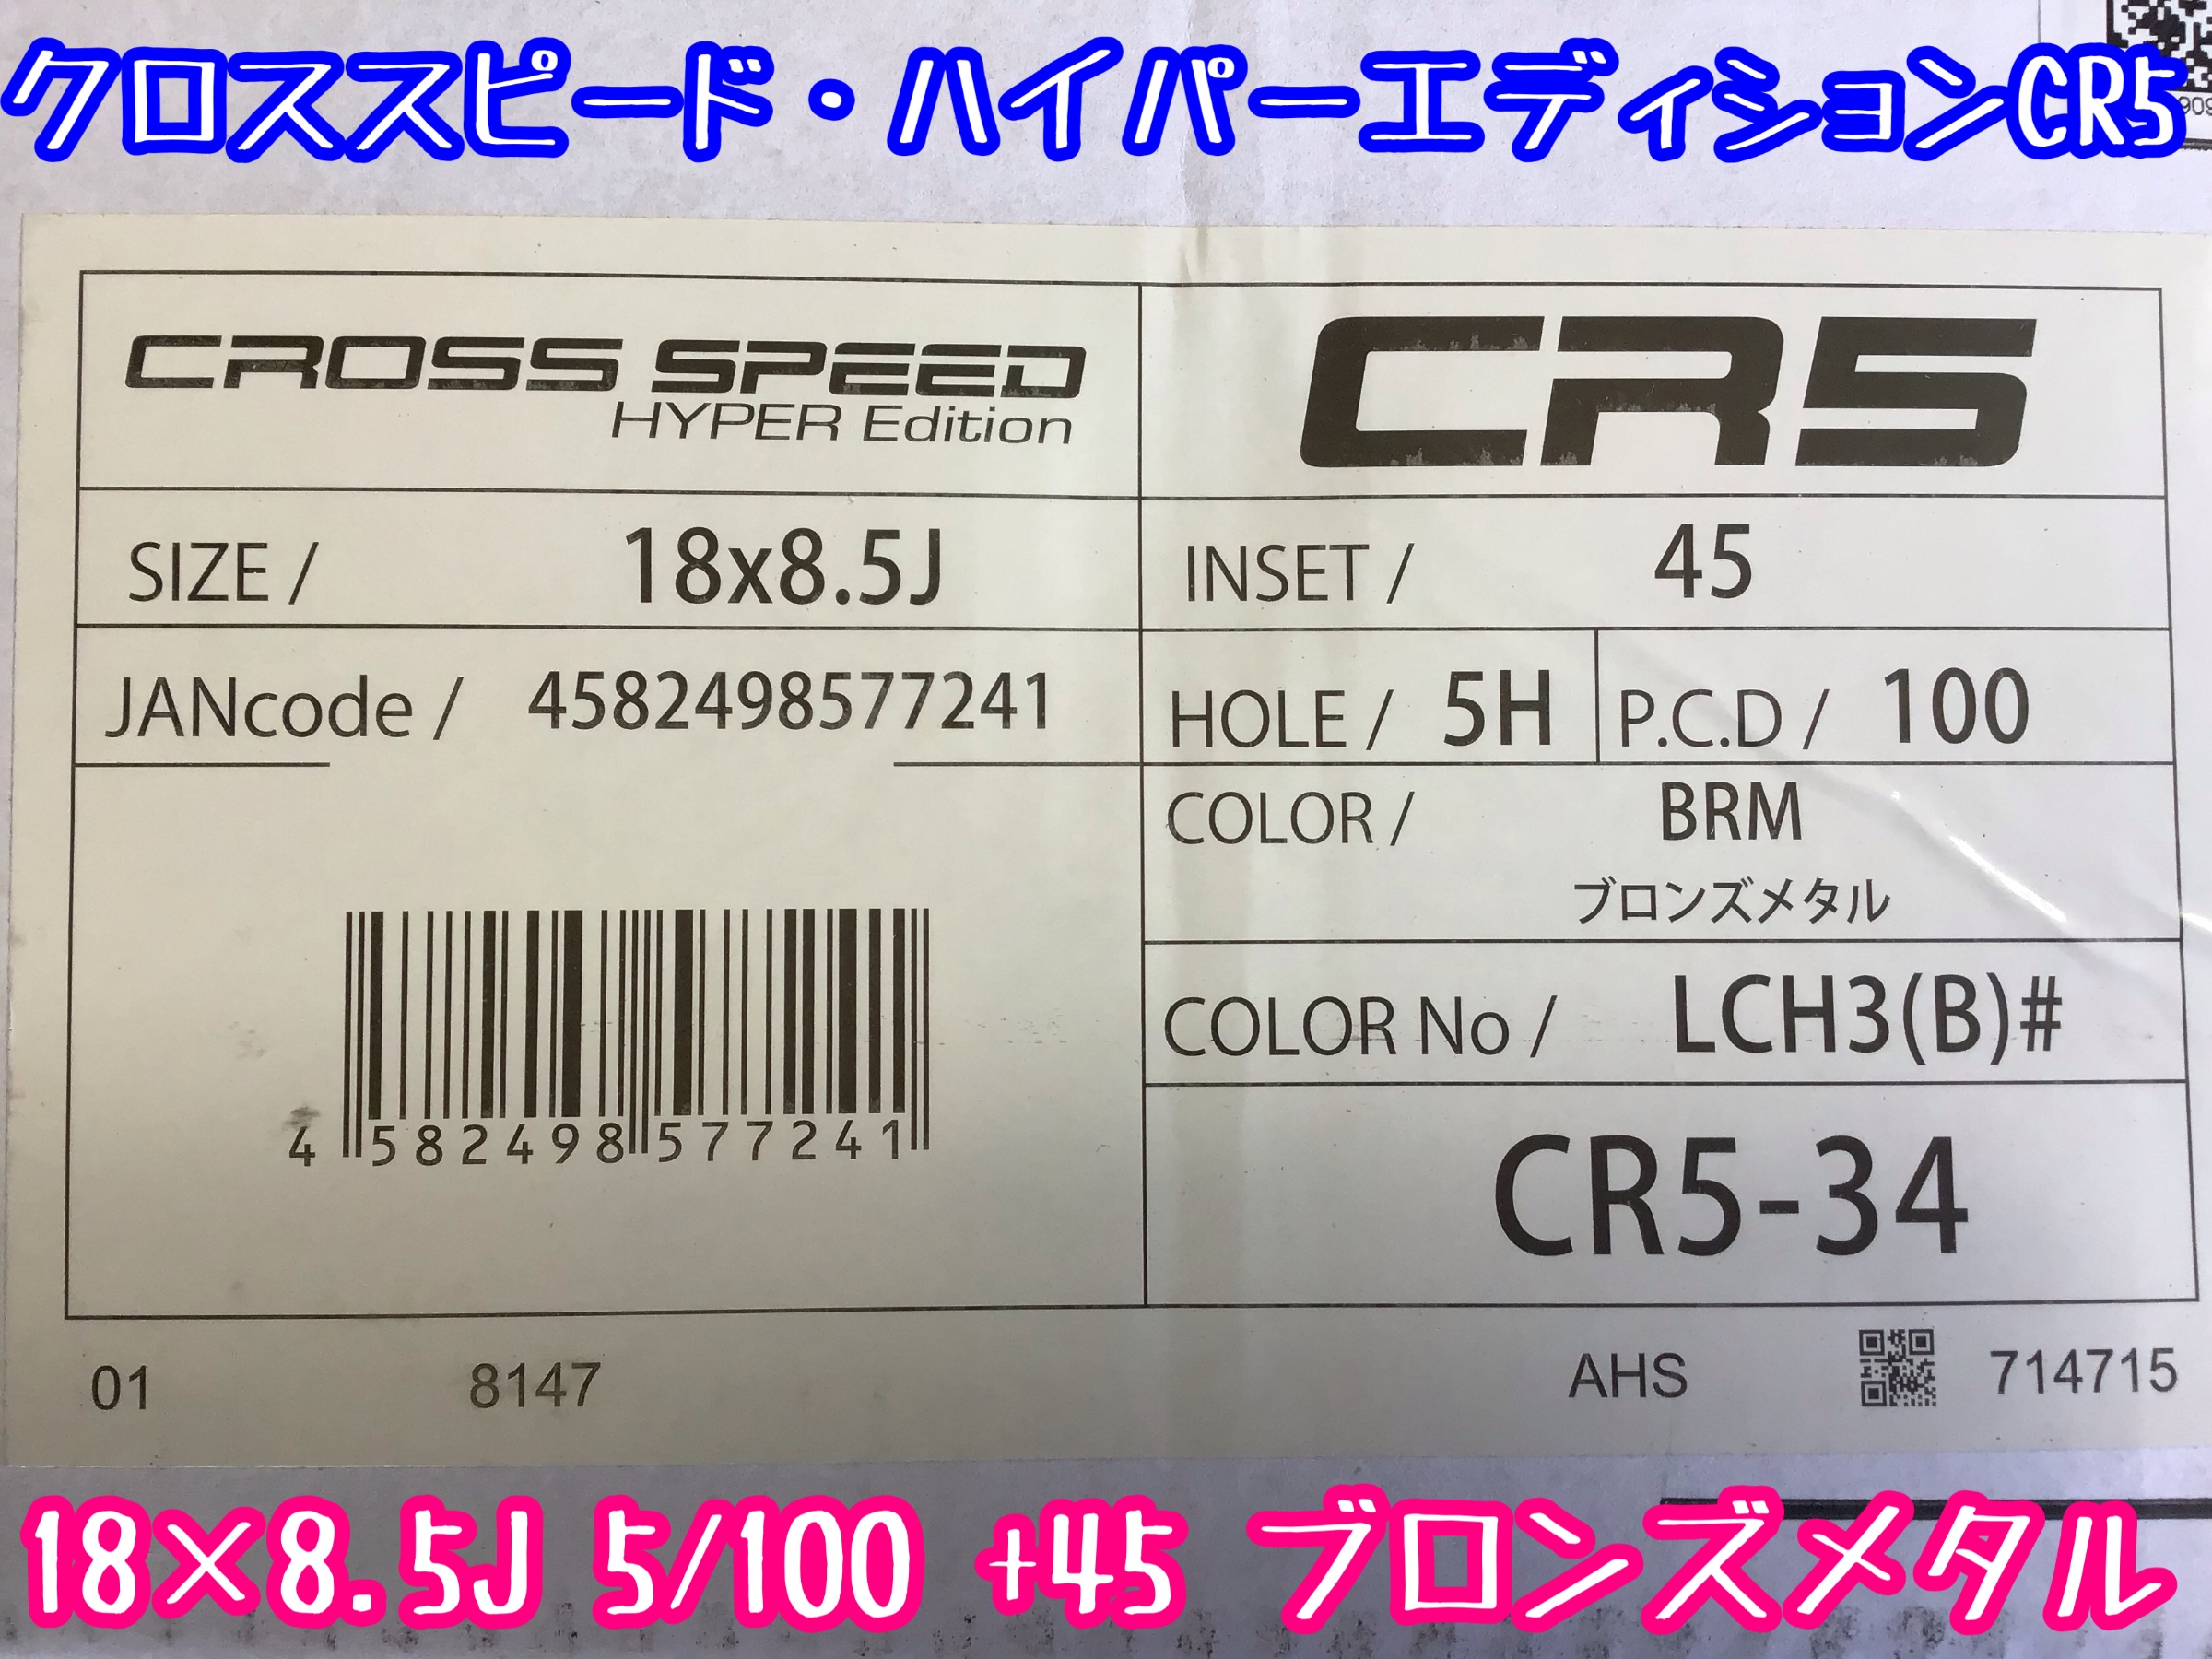 クロススピード・ハイパーエディションCR5
CROSS SPEED
HYPER Edition
CR5
SIZE / 18x8.5J
INSET / 45
JANcode / 4582498577241
HOLE / 5H
P.C.D / 100
COLOR / BRM
ブロンズメタル
COLOR No / LCH3(B)#
4 582498 577241
CR5-34
01 8147 AHS 714715
18×8.5J 5/100 +45 ブロンズメタル